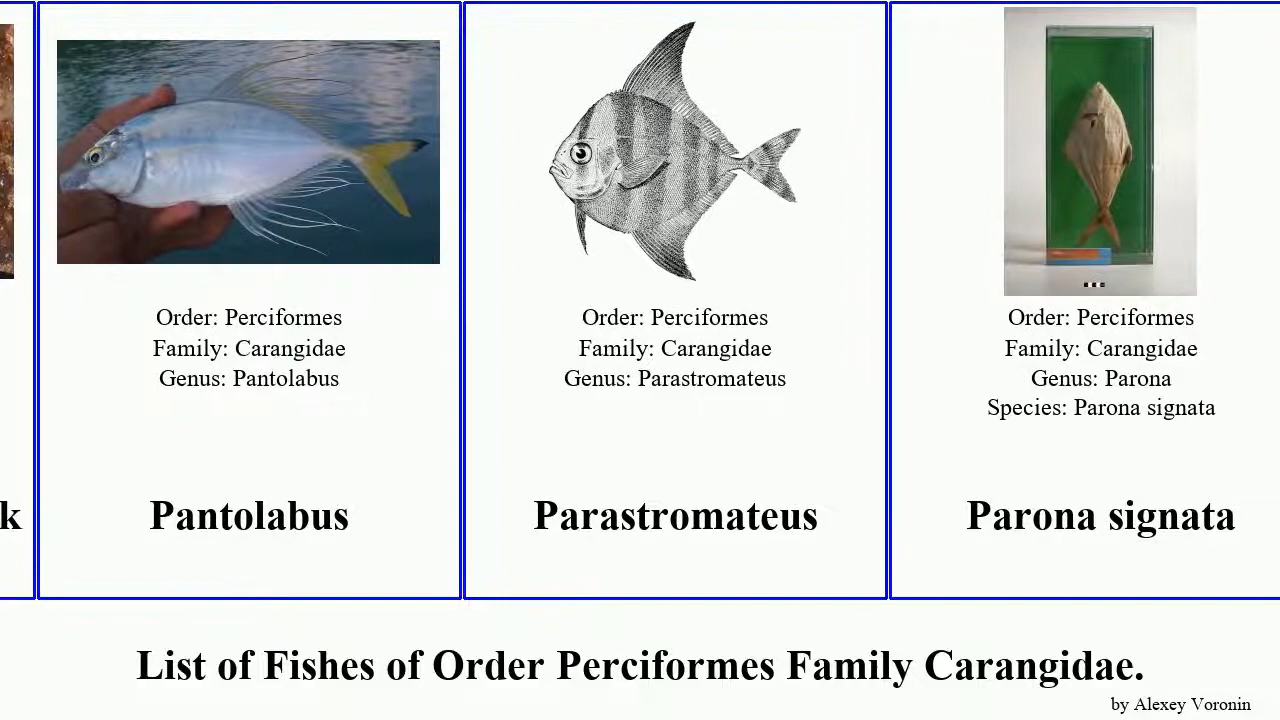 Order: Perciformes
Family: Carangidae
Genus: Pantolabus
Order: Perciformes
Family: Carangidae
Genus: Parastromateus
Order: Perciformes
Family: Carangidae
Genus: Parona
Species: Parona signata
k
Pantolabus
Parastromateus
Parona signata
List of Fishes of Order Perciformes Family Carangidae.
by Alexey Voronin